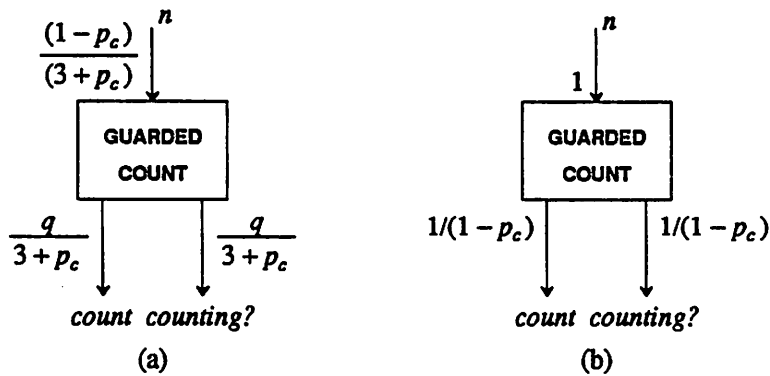 n
n
(1-p_c)
(3+p_c)
1
GUARDED
COUNT
GUARDED
COUNT
q
3+p_c
q
3+p_c
1/(1-p_c)
1/(1-p_c)
count counting?
count counting?
(a)
(b)